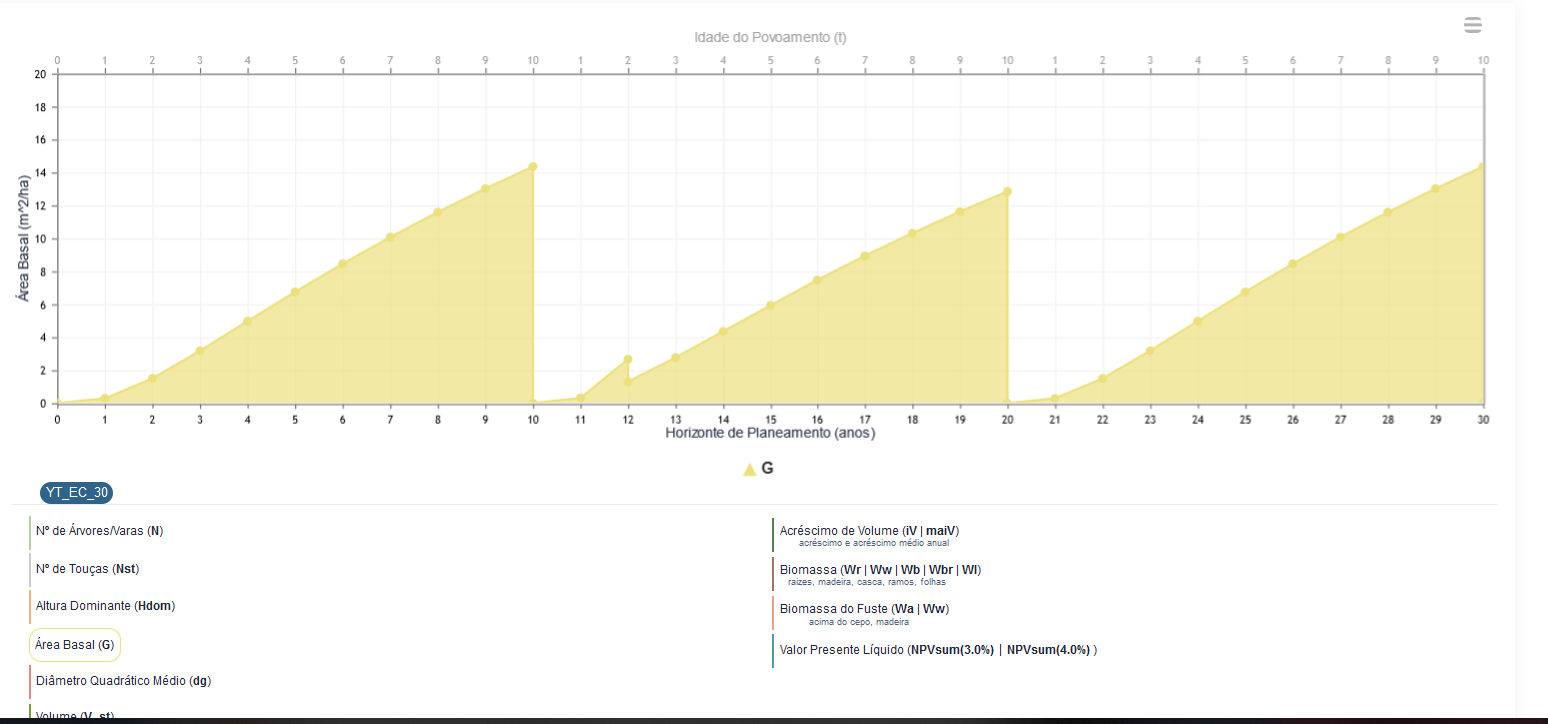 Idade do Povoamento (t)
0 1 2 3 4 5 6 7 8 9 10 1 2 3 4 5 6 7 8 9 10 1 2 3 4 5 6 7 8 9 10
20
18
16
14
12
10
8
6
4
2
0
Área Basal (m^2/ha)
0 1 2 3 4 5 6 7 8 9 10 11 12 13 14 15 16 17 18 19 20 21 22 23 24 25 26 27 28 29 30
Horizonte de Planeamento (anos)
G
YT_EC_30
Nº de Árvores/Varas (N)
Nº de Touças (Nst)
Altura Dominante (Hdom)
Área Basal (G)
Diâmetro Quadrático Médio (dg)
Volume (V_st)
Acréscimo de Volume (iV | maiV)
acréscimo e acréscimo médio anual
Biomassa (Wr | Ww | Wb | Wbr | Wl)
raizes, madeira, casca, ramos, folhas
Biomassa do Fuste (Wa | Ww)
acima do cepo, madeira
Valor Presente Líquido (NPVsum(3.0%) | NPVsum(4.0%) )